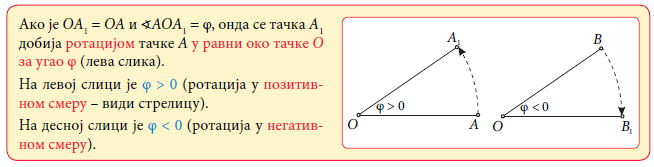 Ако је OA₁ = OA и ∢AOA₁ = φ, онда се тачка A₁
добија ротацијом тачке A у равни око тачке O
за угао φ (лева слика).
На левој слици је φ > 0 (ротација у позитив-
ном смеру – види стрелицу).
На десној слици је φ < 0 (ротација у негатив-
ном смеру).
A₁
φ > 0
O
A
B
φ < 0
O
B₁